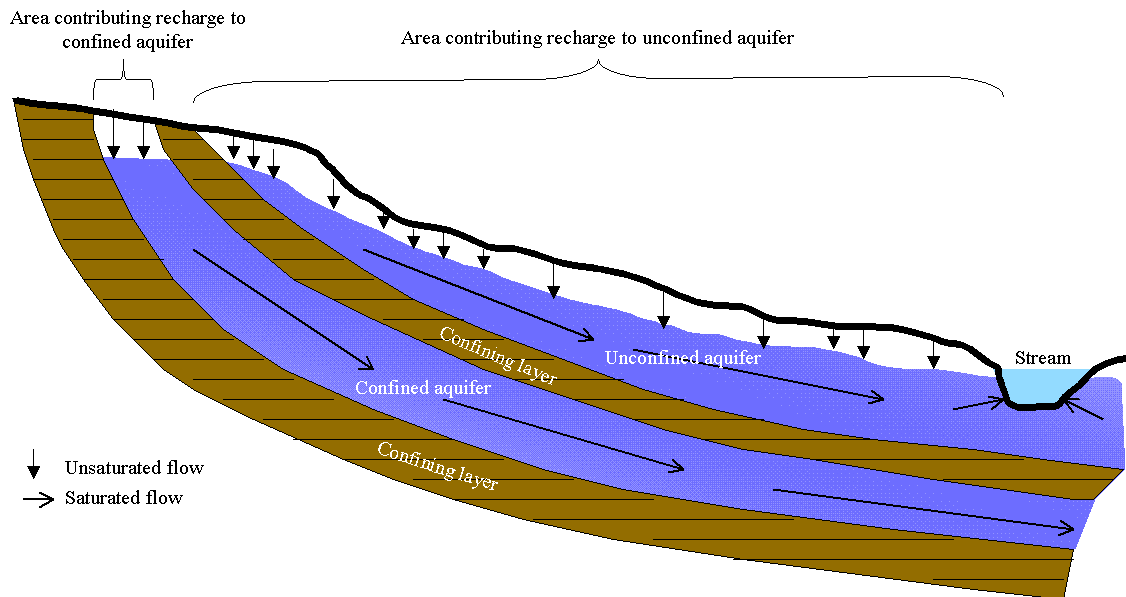 Area contributing recharge to
confined aquifer
Area contributing recharge to unconfined aquifer
Stream
Unconfined aquifer
Confining layer
Confined aquifer
Confining layer
Unsaturated flow
Saturated flow